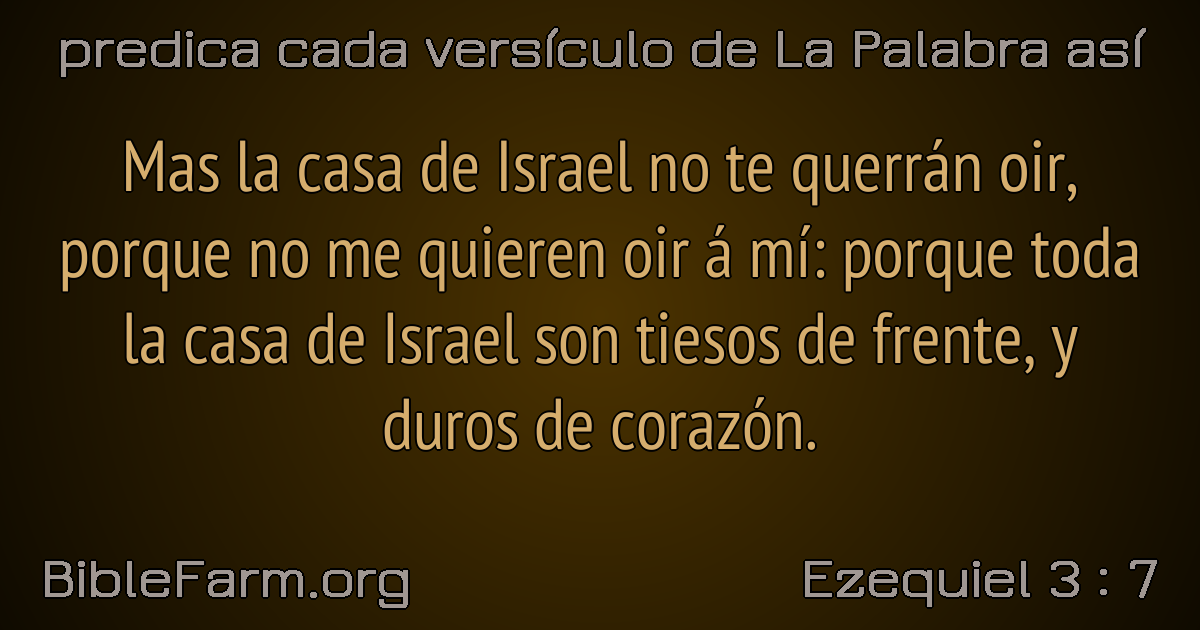 predica cada versículo de La Palabra así
Mas la casa de Israel no te querrán oir,
porque no me quieren oir á mí: porque toda
la casa de Israel son tiesos de frente, y
duros de corazón.
BibleFarm.org
Ezequiel 3 : 7